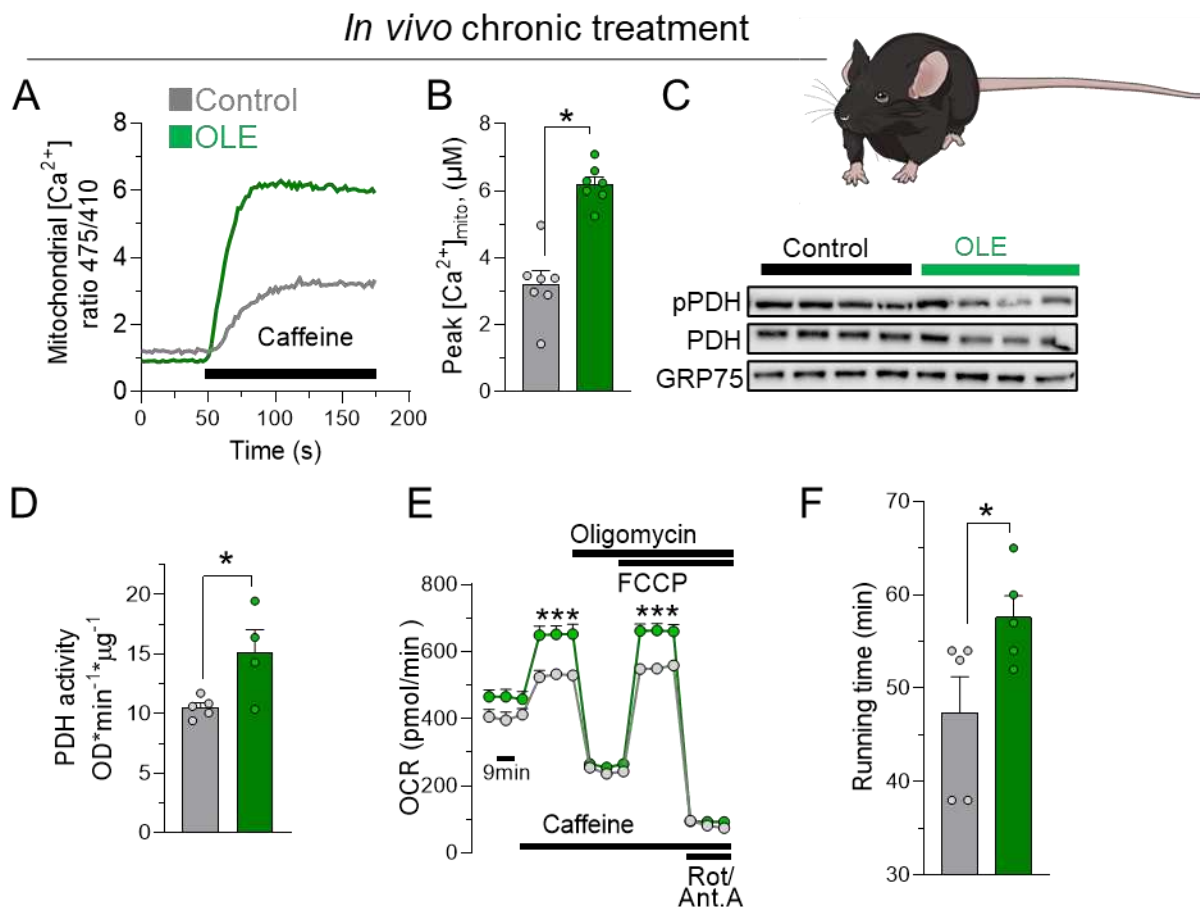 In vivo chronic treatment
A
Control
OLE
Mitochondrial [Ca²⁺]
ratio 475/410
8
6
4
2
0
Caffeine
0 50 100 150 200
Time (s)
B
*
Peak [Ca²⁺]mito, (µM)
8
6
4
2
0
C
Control OLE
pPDH
PDH
GRP75
D
*
PDH activity
OD*min⁻¹*µg⁻¹
20
15
10
5
0
E
Oligomycin
FCCP
OCR (pmol/min)
800
600
400
200
0
*** ***
9min
Caffeine
Rot/
Ant.A
F
*
Running time (min)
70
60
50
40
30